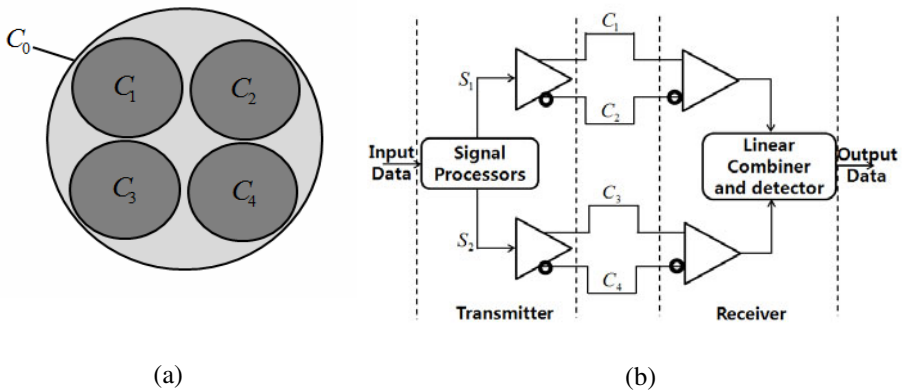 C₀
C₁
C₂
C₃
C₄
(a)
C₁
S₁
C₂
Input
Data
Signal
Processors
Linear
Combiner
and detector
Output
Data
C₃
S₂
C₄
Transmitter
Receiver
(b)